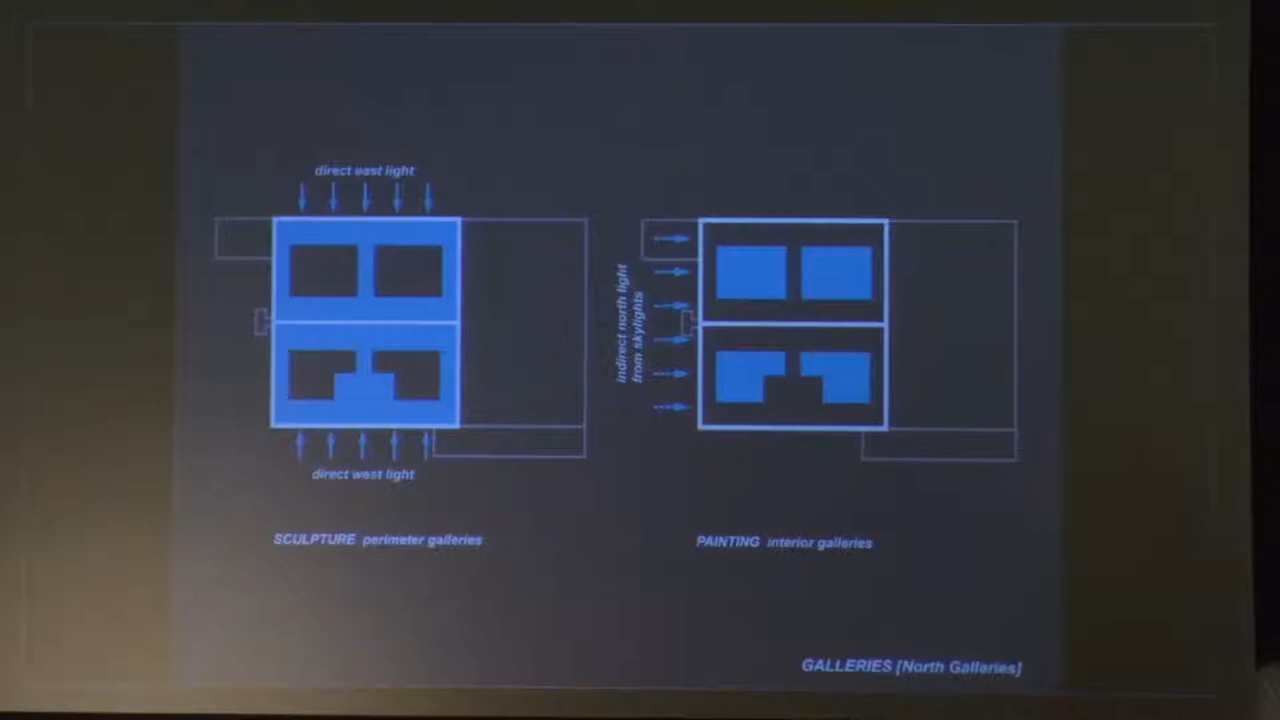 direct east light
indirect north light
from skylights
direct west light
SCULPTURE perimeter galleries
PAINTING interior galleries
GALLERIES [North Galleries]